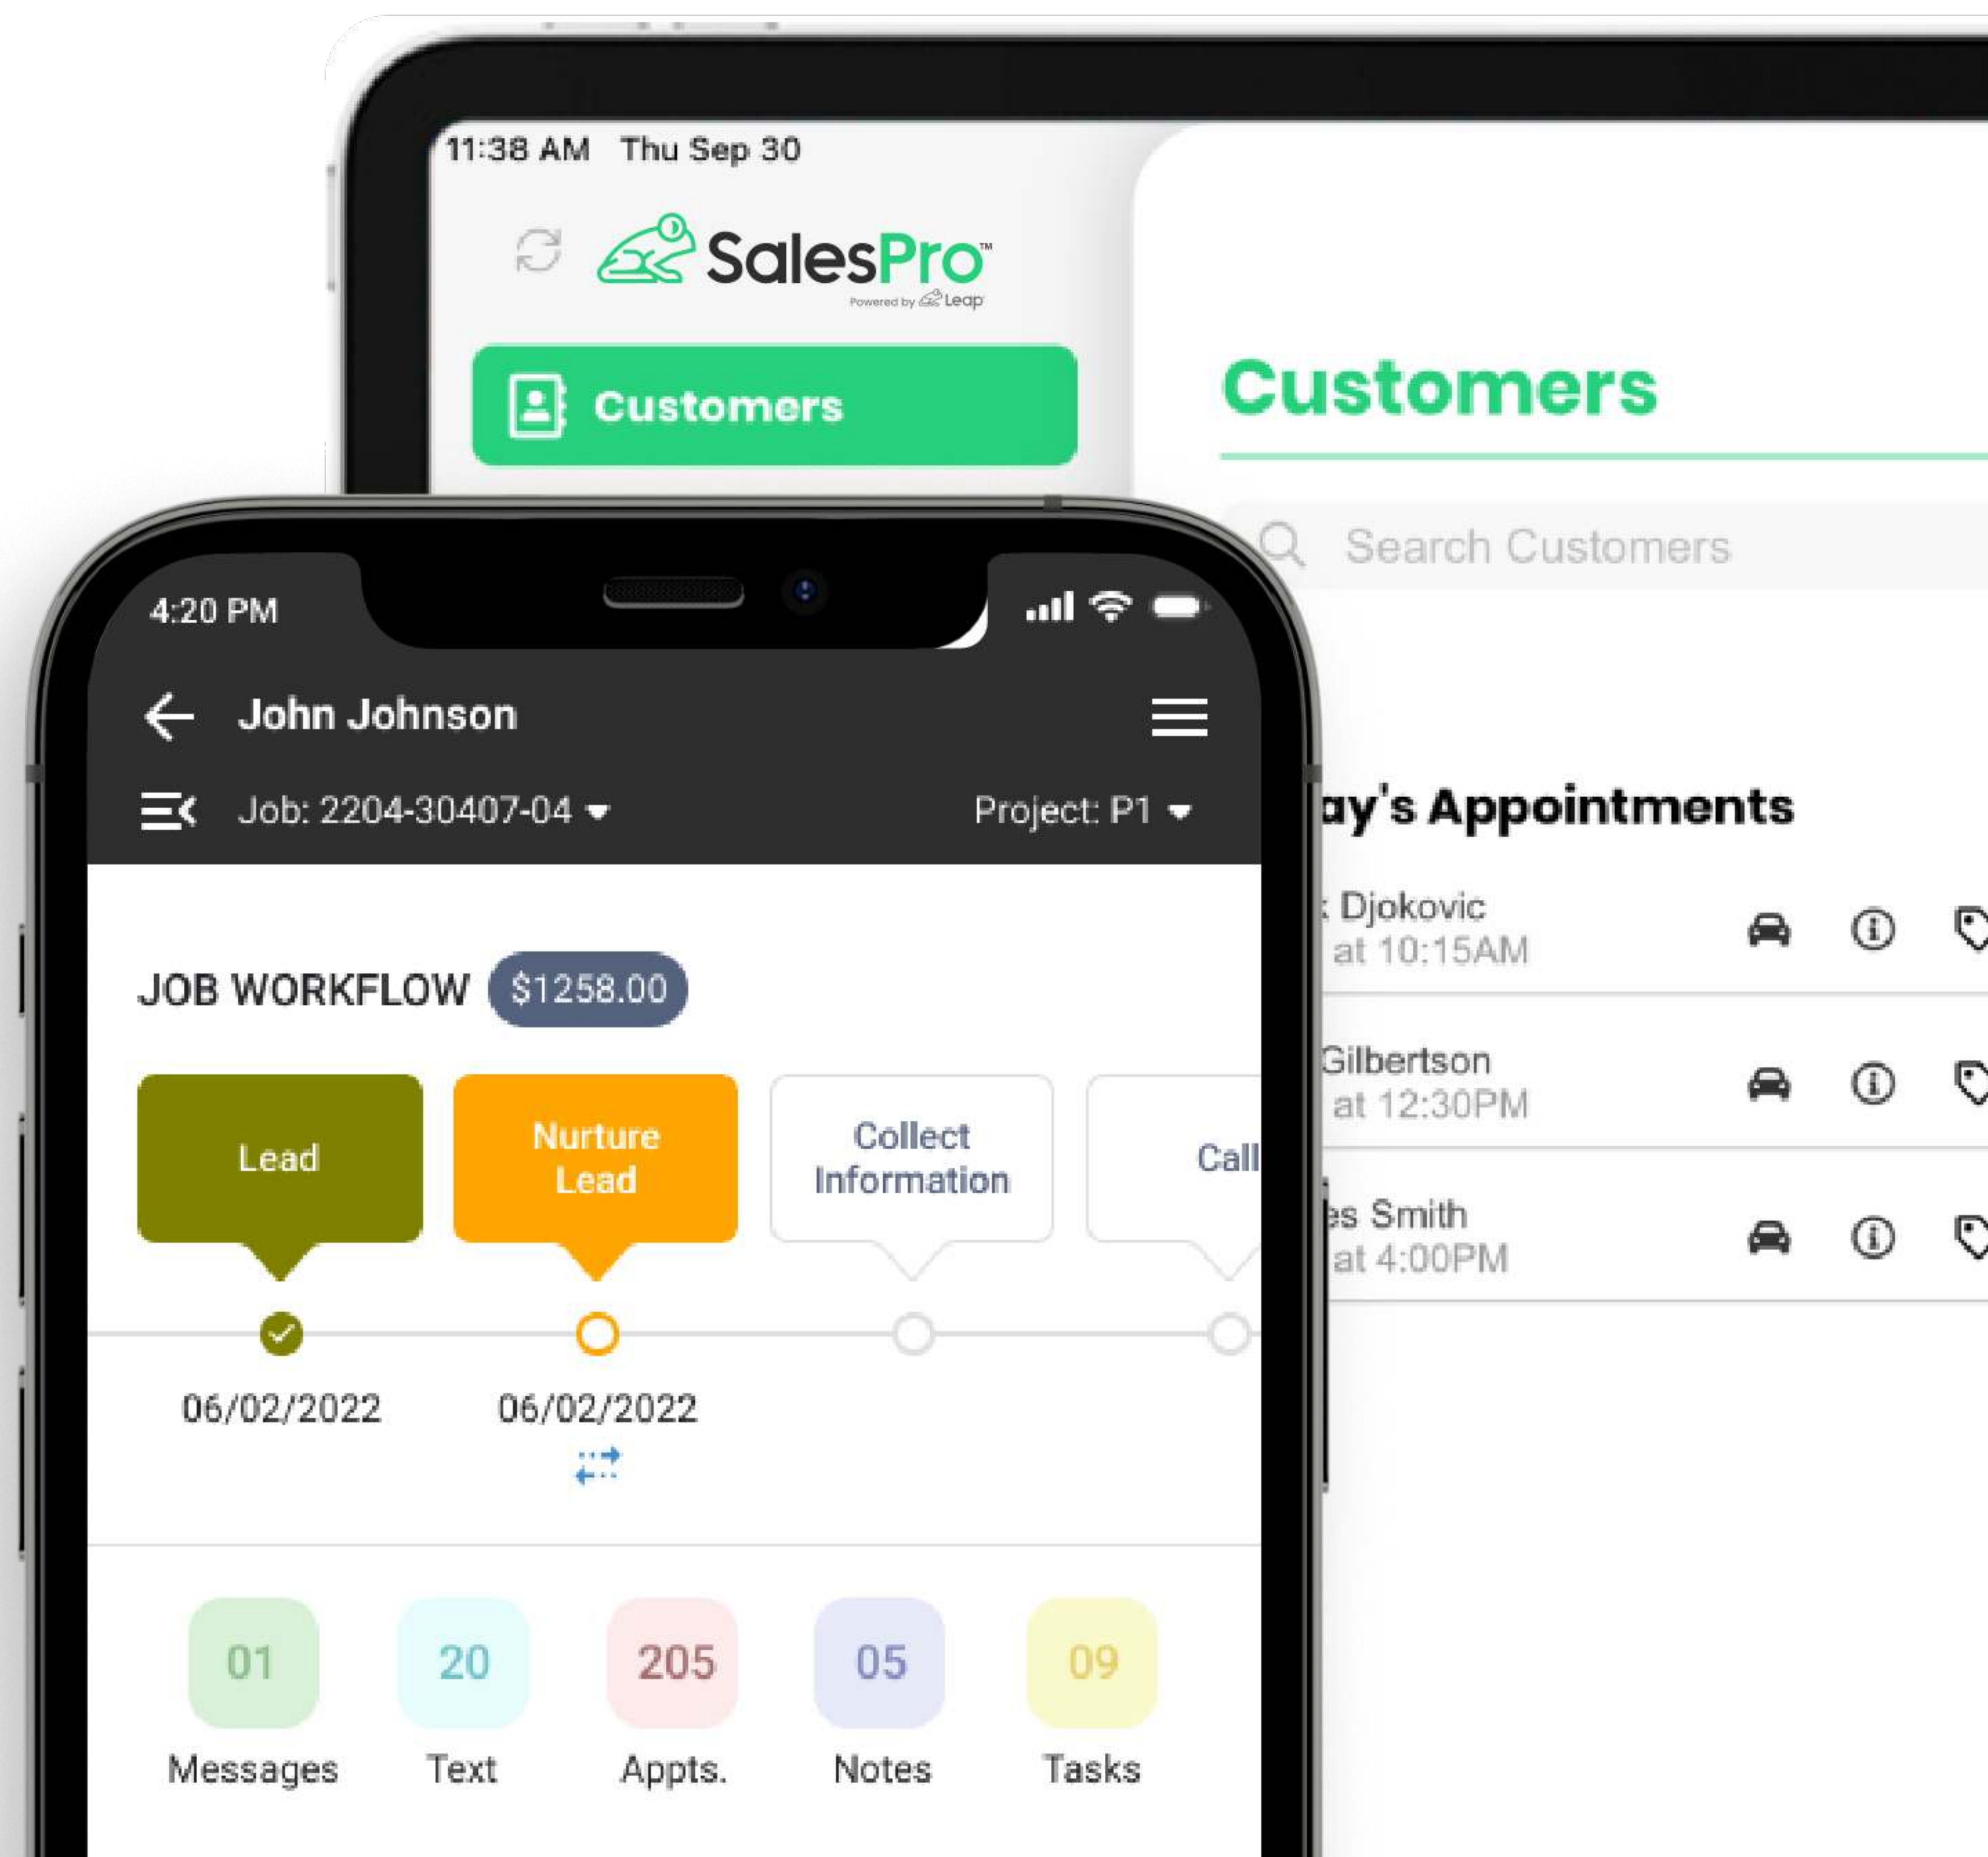 11:38 AM Thu Sep 30
SalesPro™
Powered by Leap
Customers
Customers
Search Customers
Appointments
Djokovic
at 10:15AM
Gilbertson
at 12:30PM
Smith
at 4:00PM
4:20 PM
John Johnson
Job: 2204-30407-04
Project: P1
JOB WORKFLOW $1258.00
Lead
Nurture
Lead
Collect
Information
Call
06/02/2022
06/02/2022
01
20
205
05
09
Messages
Text
Appts.
Notes
Tasks